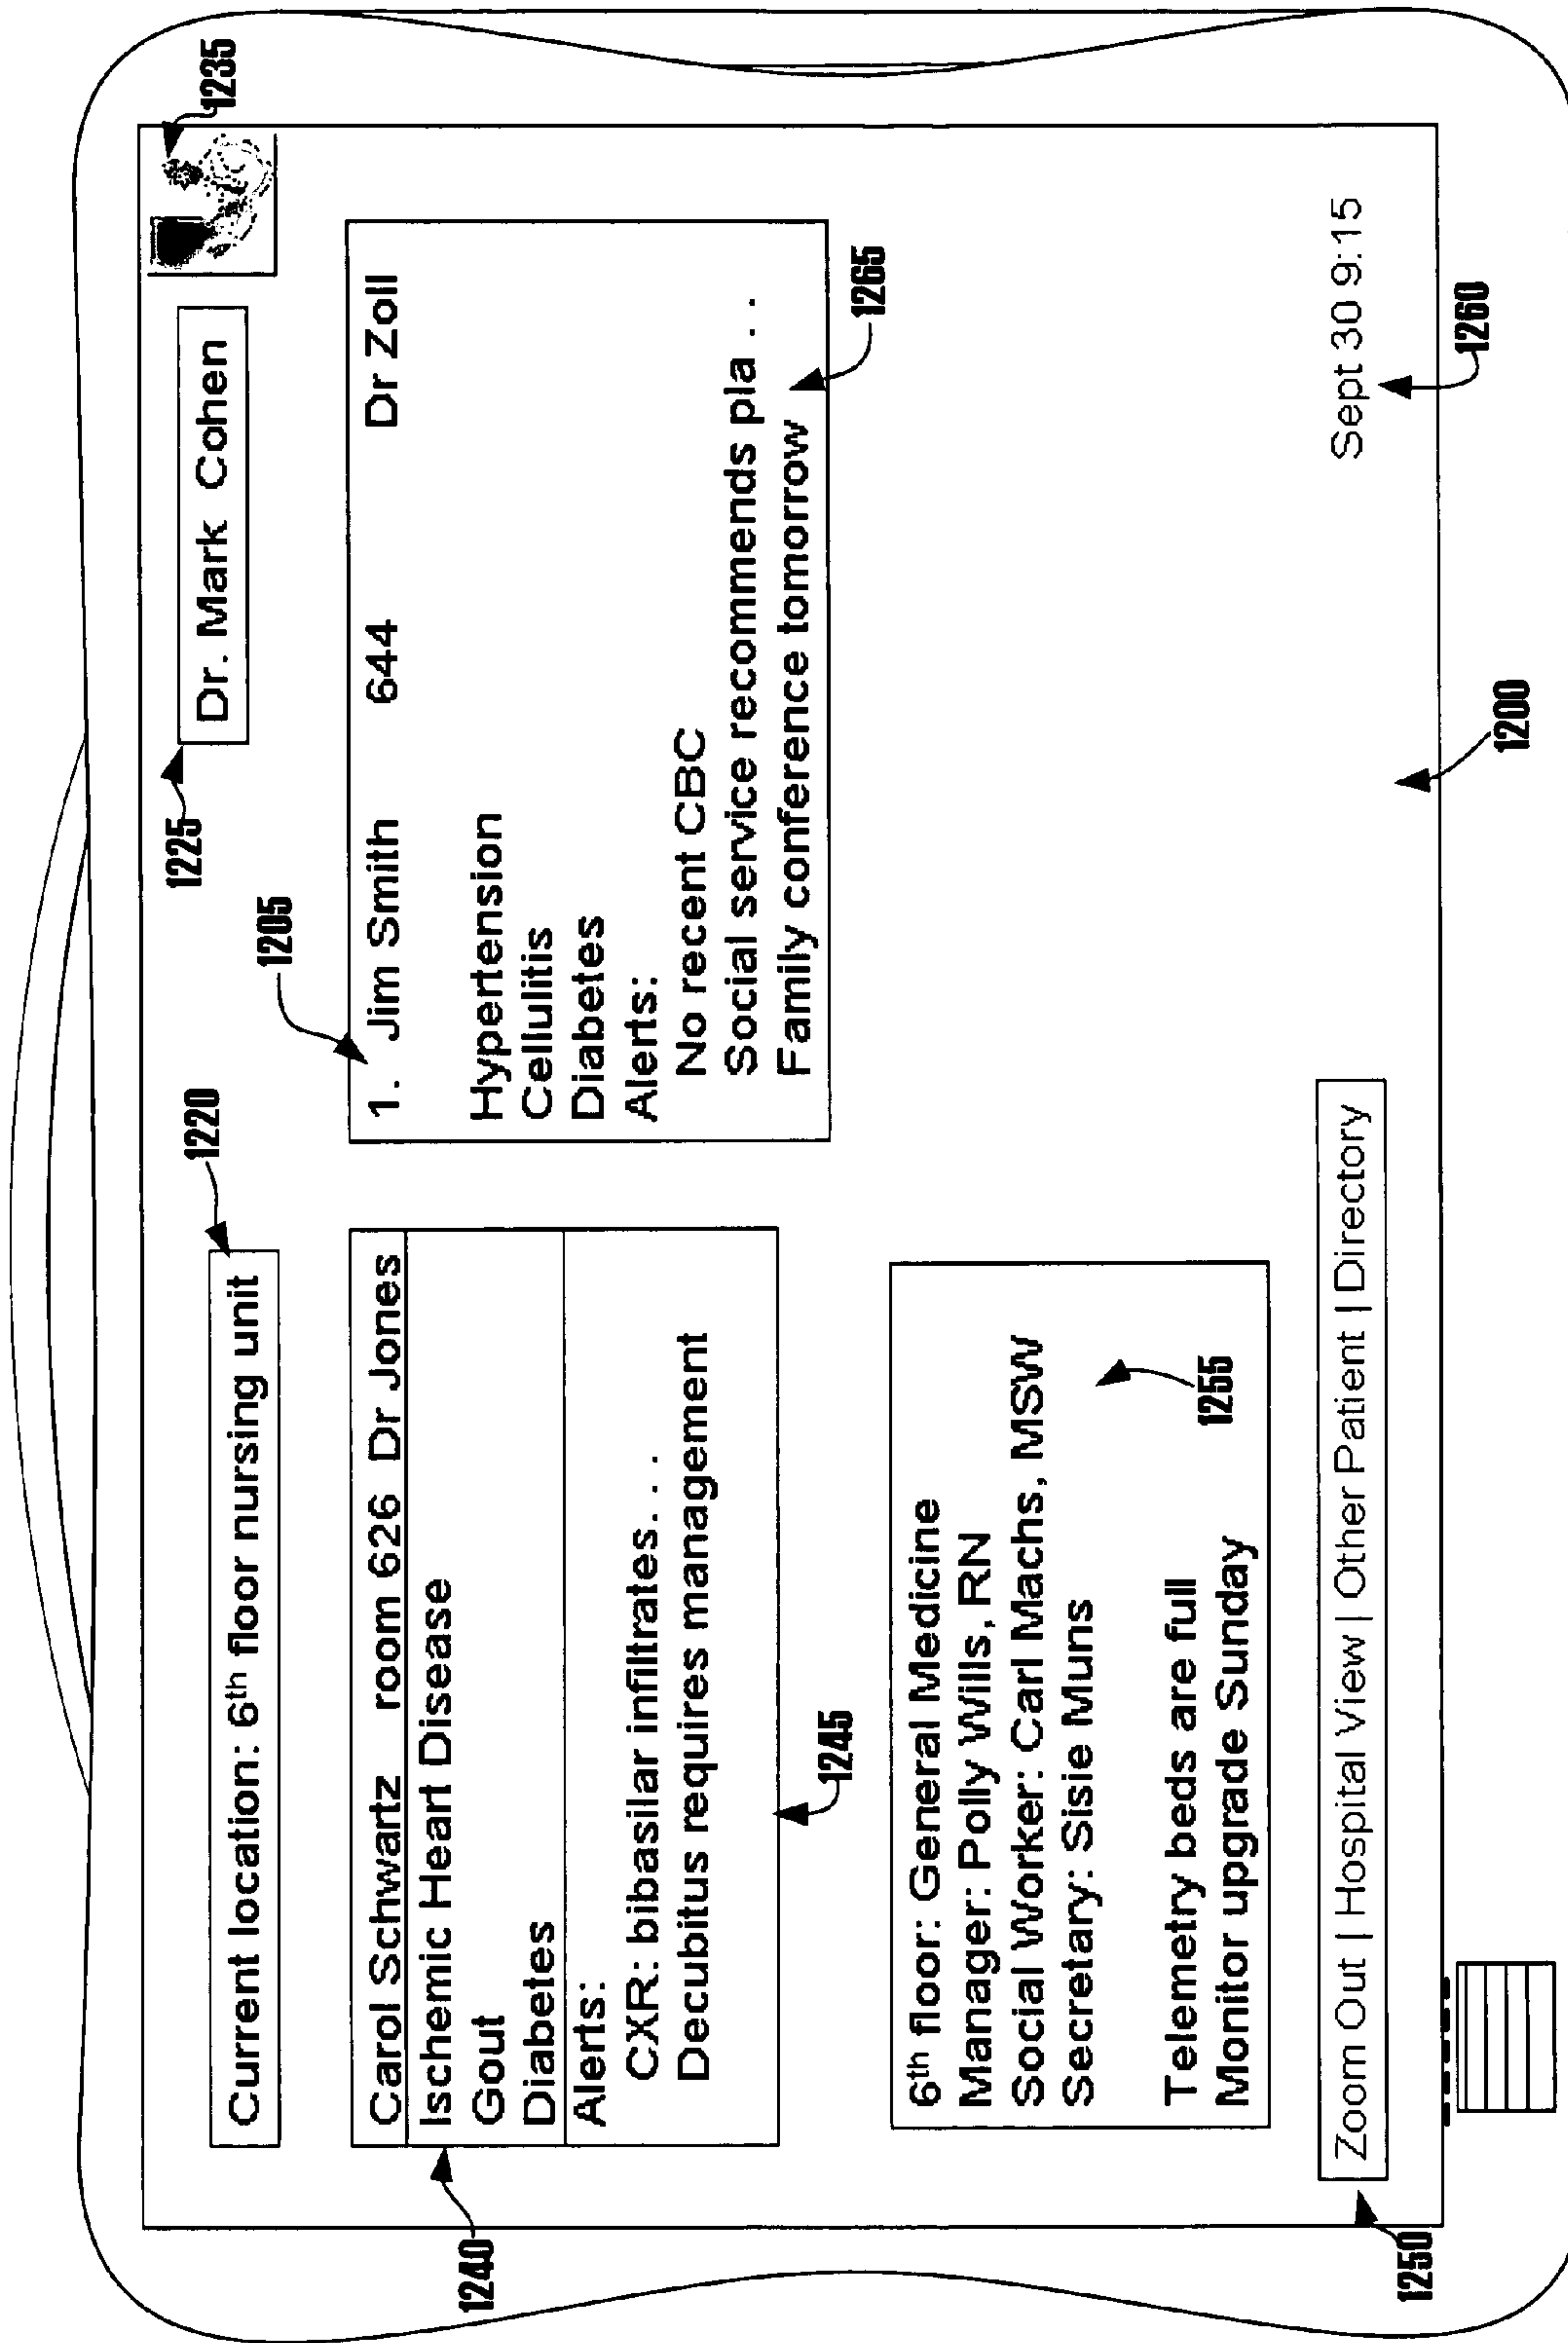 1235
1225
Dr. Mark Cohen
1220
Current location: 6th floor nursing unit
1205
1. Jim Smith 644 Dr Zoll
Hypertension
Cellulitis
Diabetes
Alerts:
No recent CBC
Social service recommends pla . .
Family conference tomorrow
1265
Carol Schwartz room 626 Dr Jones
Ischemic Heart Disease
Gout
Diabetes
Alerts:
CXR: bibasilar infiltrates. . .
Decubitus requires management
1240
1245
6th floor: General Medicine
Manager: Polly Wills, RN
Social Worker: Carl Machs, MSW
Secretary: Sisie Muns
Telemetry beds are full
Monitor upgrade Sunday
1255
Zoom Out | Hospital View | Other Patient | Directory
Sept 30 9:15
1250
1200
1260